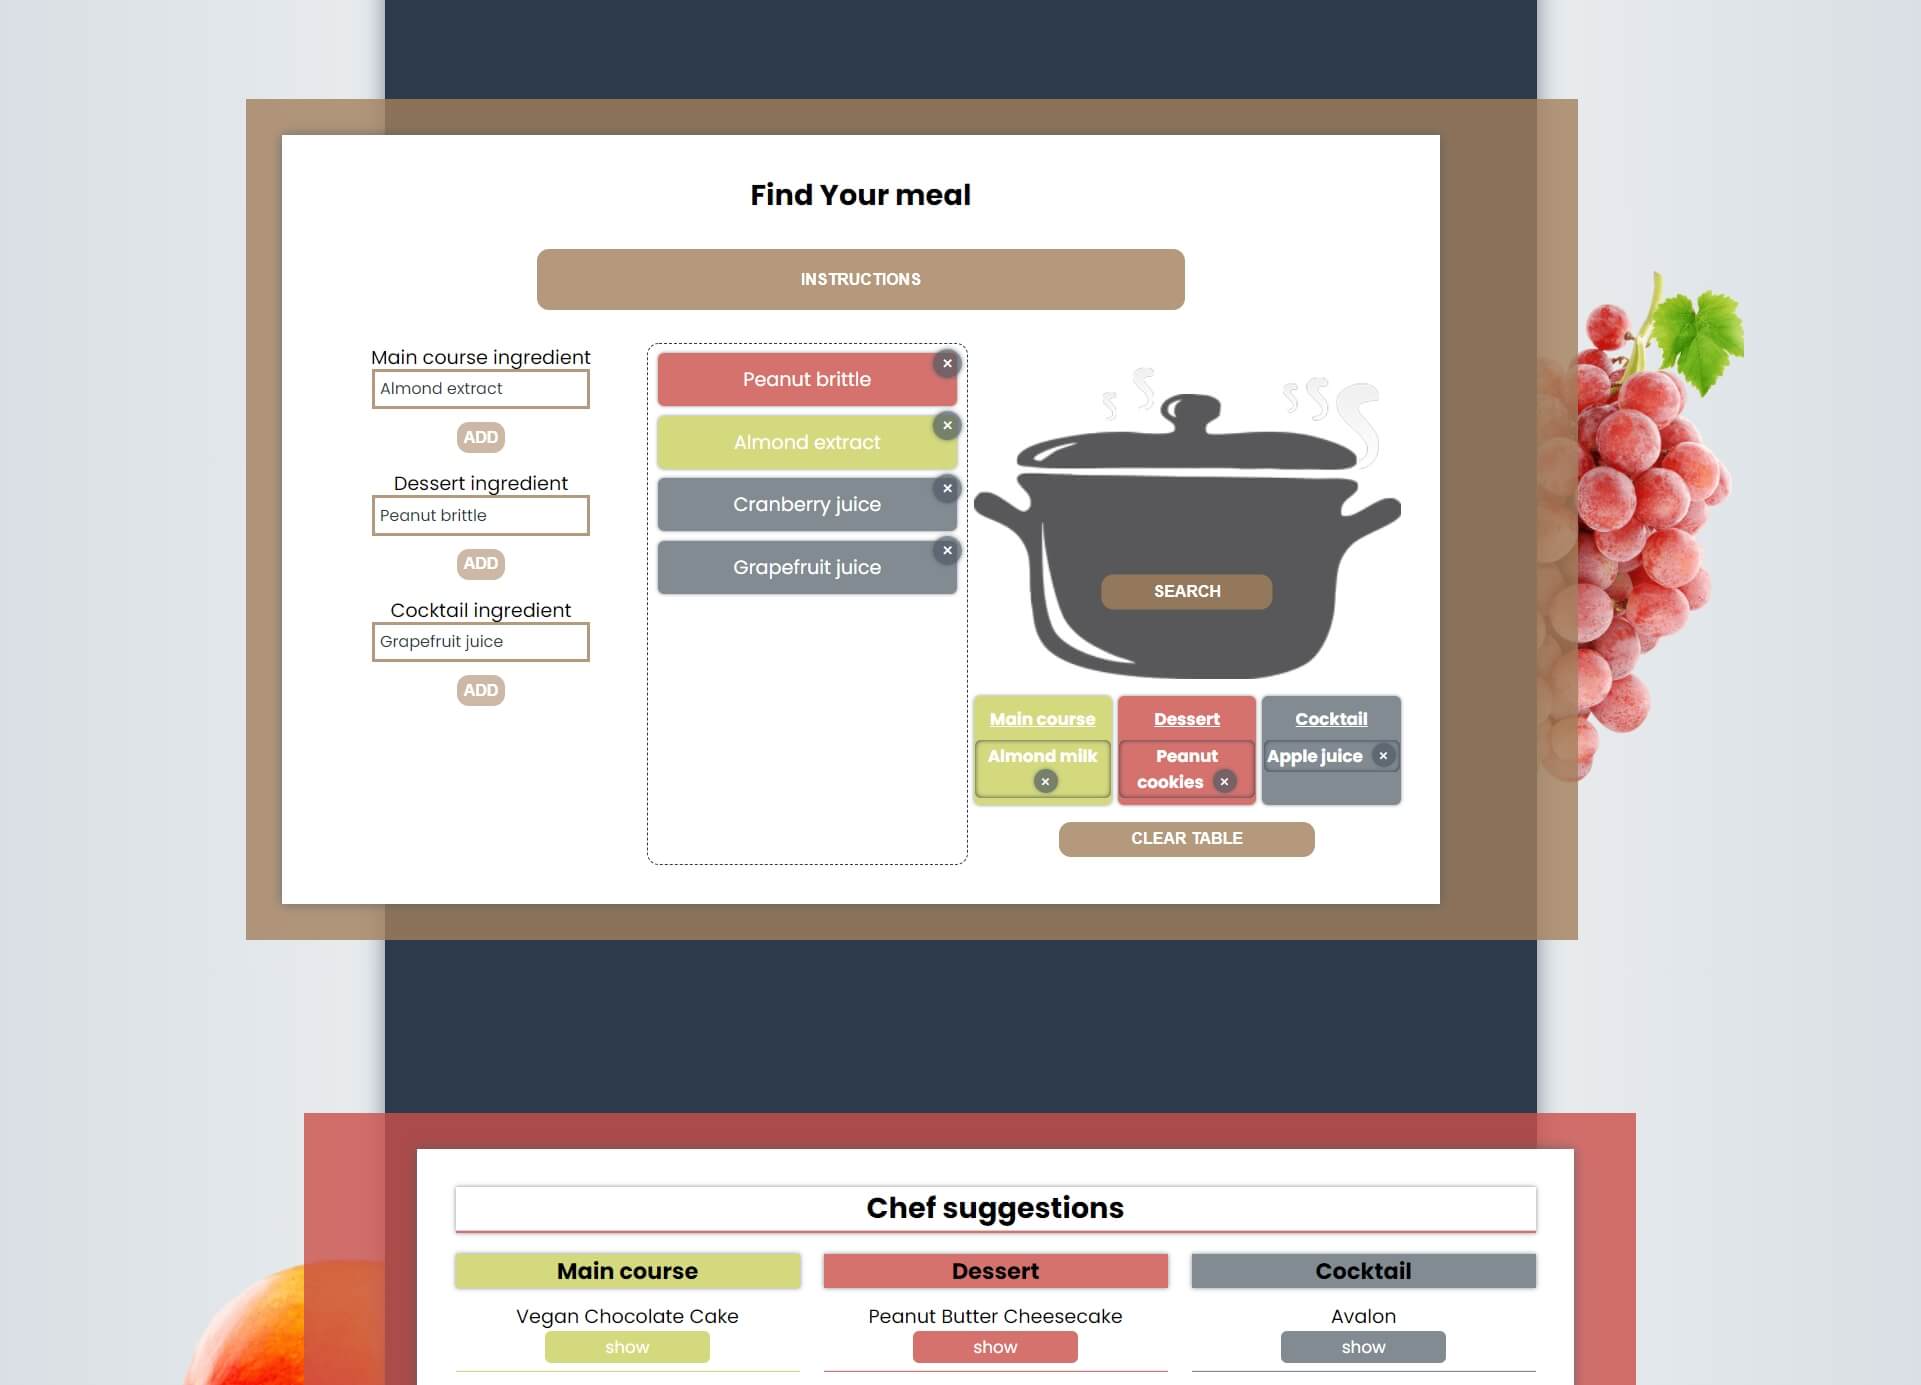 Find Your meal
INSTRUCTIONS
Main course ingredient
Almond extract
ADD
Dessert ingredient
Peanut brittle
ADD
Cocktail ingredient
Grapefruit juice
ADD
Peanut brittle ×
Almond extract ×
Cranberry juice ×
Grapefruit juice ×
SEARCH
Main course
Almond milk
×
Dessert
Peanut
cookies ×
Cocktail
Apple juice ×
CLEAR TABLE
Chef suggestions
Main course
Vegan Chocolate Cake
show
Dessert
Peanut Butter Cheesecake
show
Cocktail
Avalon
show